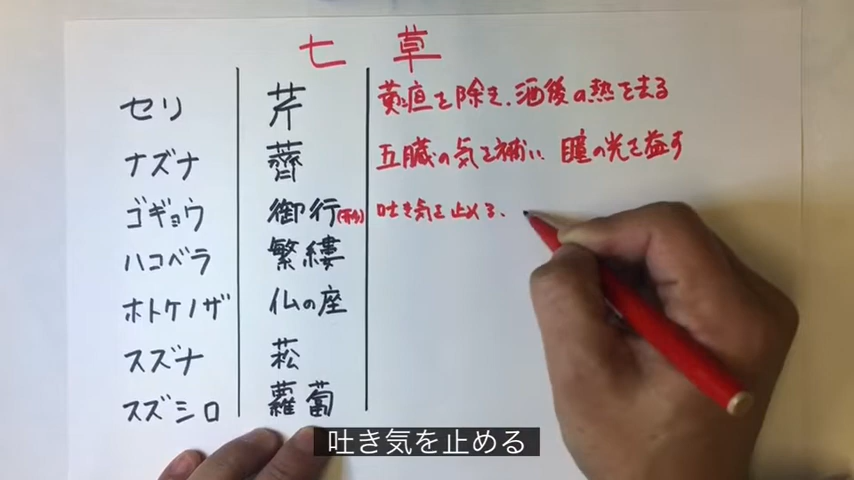 七草
セリ 芹 黄疸を除き、酒後の熱を去る
ナズナ 薺 五臓の気を補い 瞳の光を益す
ゴギョウ 御行(形) 吐き気を止める、
ハコベラ 繁縷
ホトケノザ 仏の座
スズナ 菘
スズシロ 蘿蔔
吐き気を止める